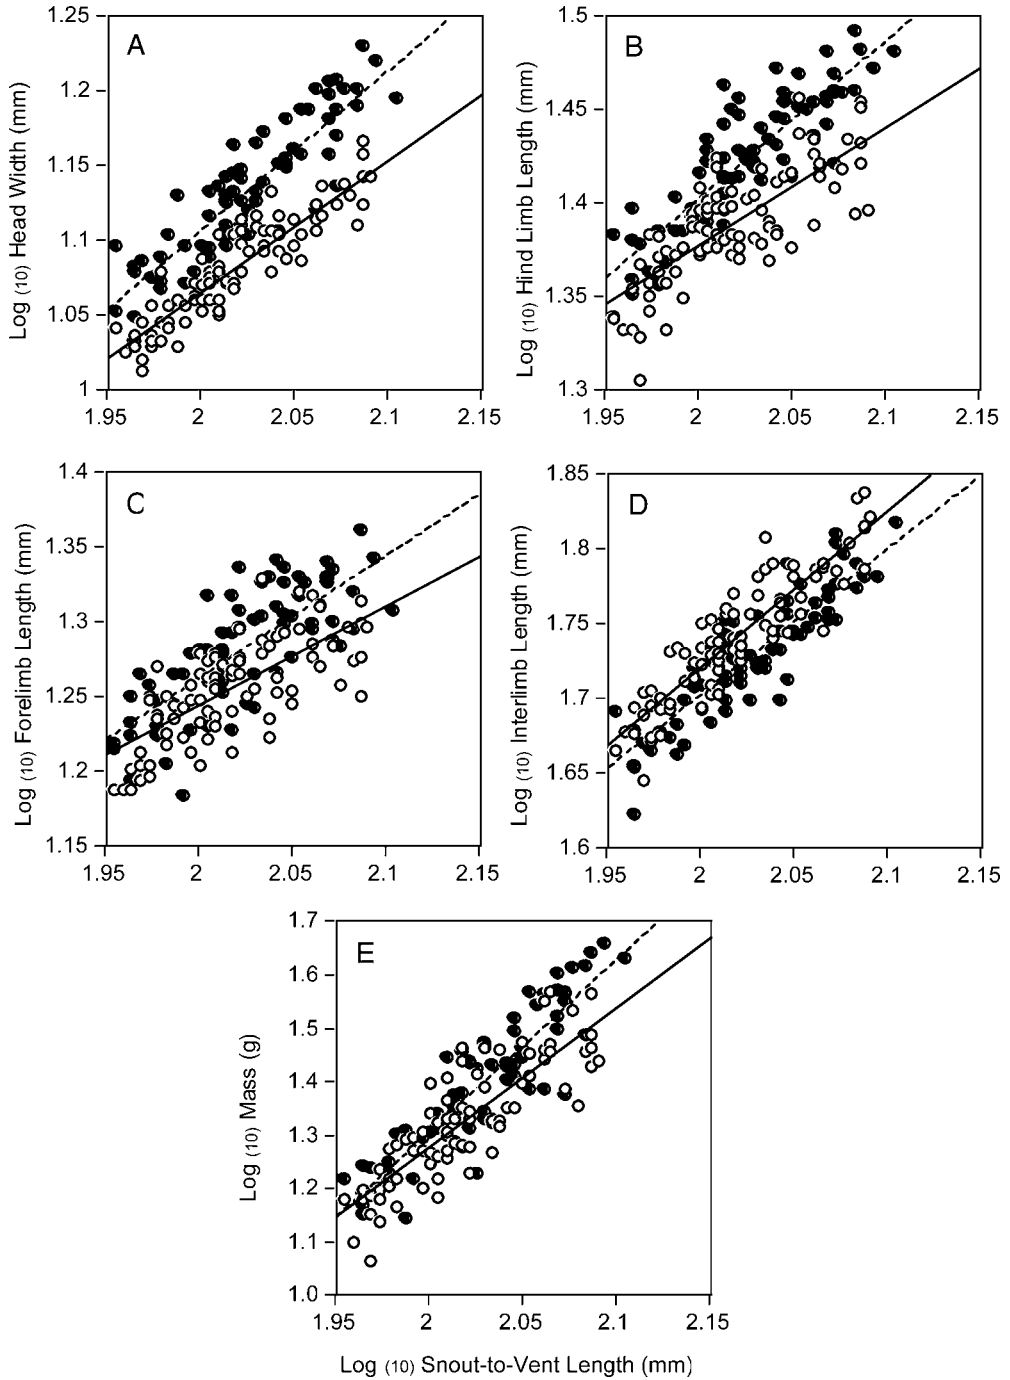 1.25
1.2
1.15
1.1
1.05
1
A
Log (10) Head Width (mm)
1.95 2 2.05 2.1 2.15
1.5
1.45
1.4
1.35
1.3
B
Log (10) Hind Limb Length (mm)
1.95 2 2.05 2.1 2.15
1.4
1.35
1.3
1.25
1.2
1.15
C
Log (10) Forelimb Length (mm)
1.95 2 2.05 2.1 2.15
1.85
1.8
1.75
1.7
1.65
1.6
D
Log (10) Interlimb Length (mm)
1.95 2 2.05 2.1 2.15
1.7
1.6
1.5
1.4
1.3
1.2
1.1
1.0
E
Log (10) Mass (g)
1.95 2 2.05 2.1 2.15
Log (10) Snout-to-Vent Length (mm)